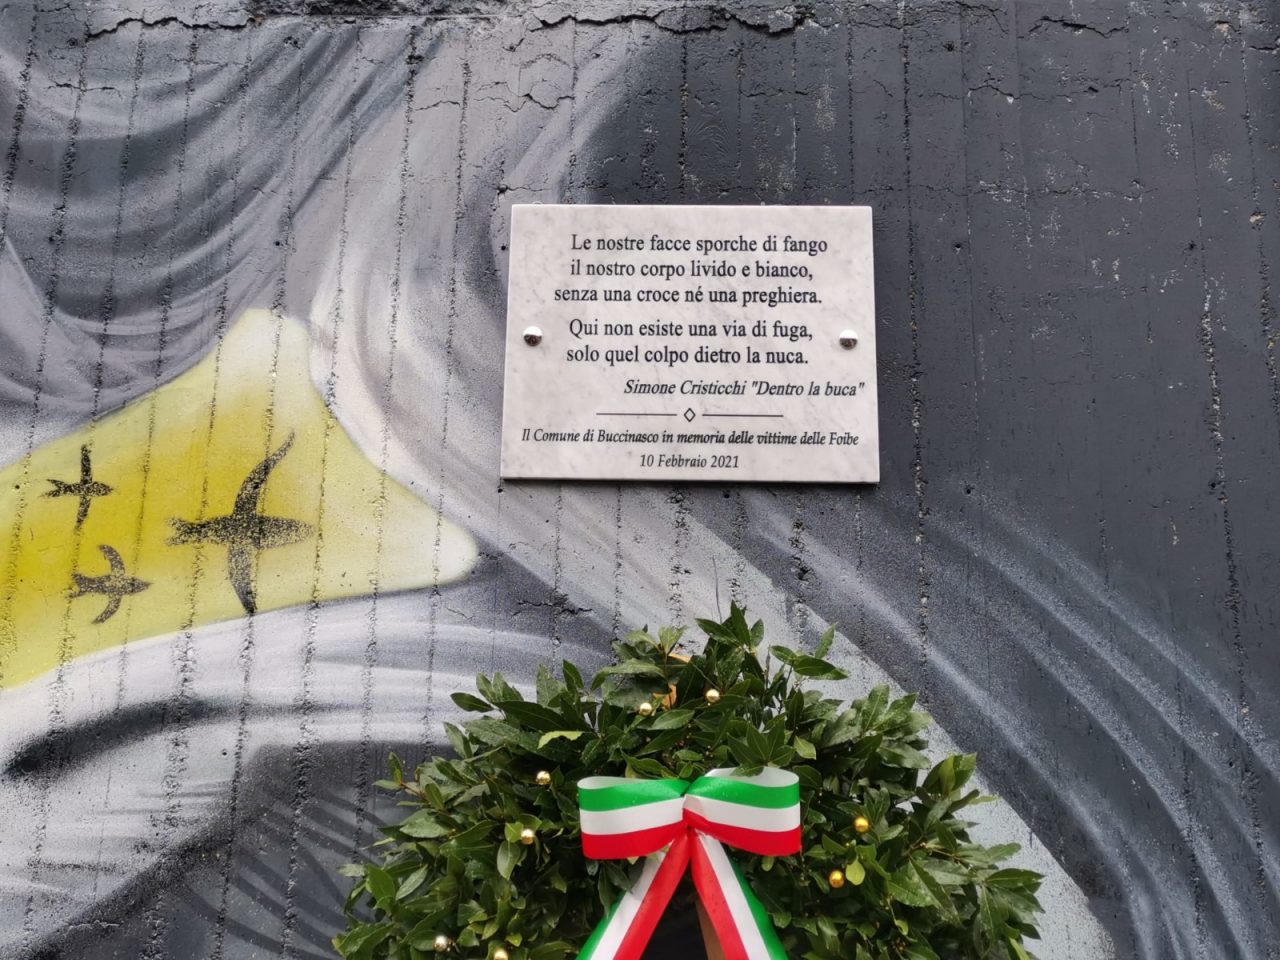 Le nostre facce sporche di fango
il nostro corpo livido e bianco,
senza una croce né una preghiera.
Qui non esiste una via di fuga,
solo quel colpo dietro la nuca.
Simone Cristicchi "Dentro la buca"
Il Comune di Buccinasco in memoria delle vittime delle Foibe
10 Febbraio 2021